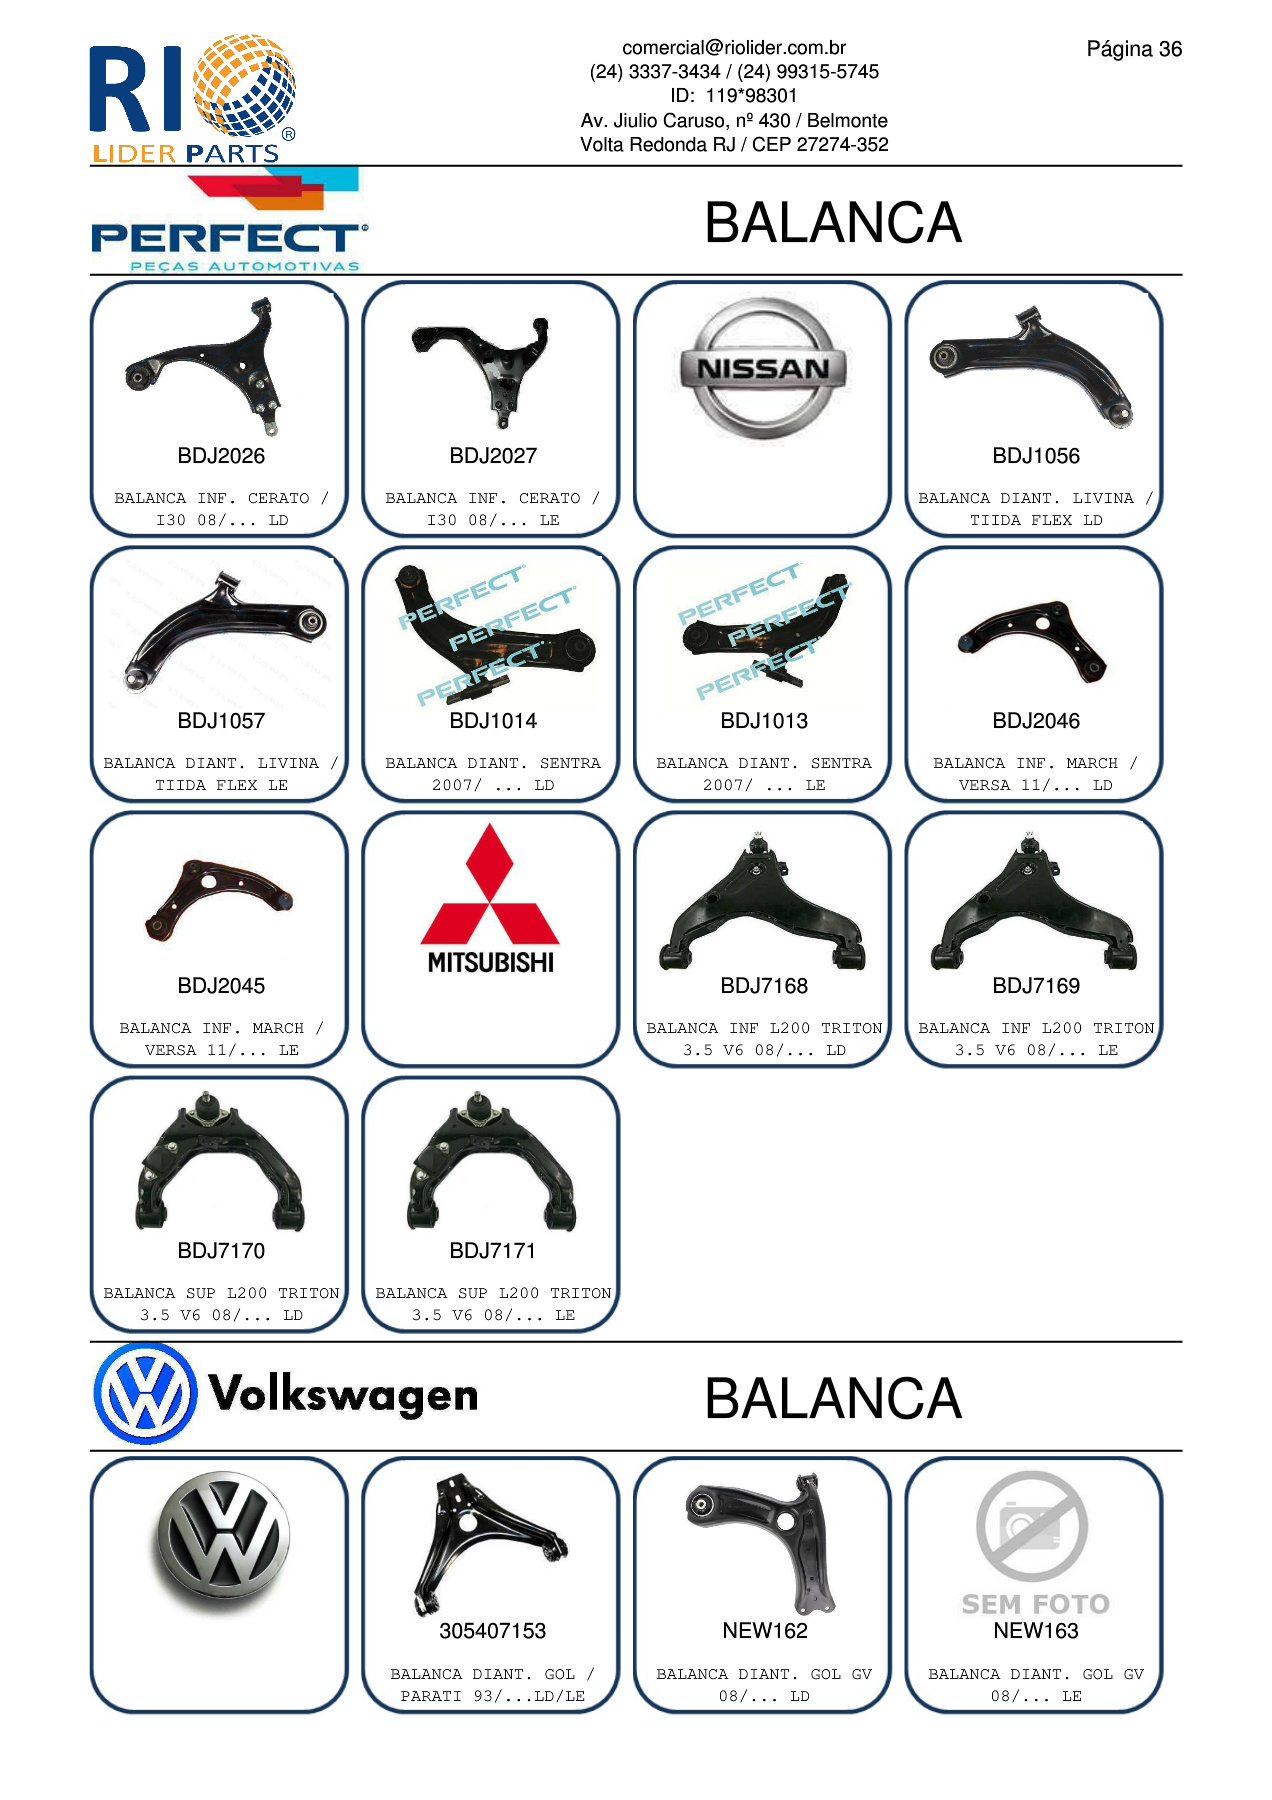 RIO
LIDER PARTS
®
comercial@riolider.com.br
(24) 3337-3434 / (24) 99315-5745
ID: 119*98301
Av. Jiulio Caruso, nº 430 / Belmonte
Volta Redonda RJ / CEP 27274-352
Página 36
PERFECT®
PEÇAS AUTOMOTIVAS
BALANCA
BDJ2026
BALANCA INF. CERATO /
I30 08/... LD
BDJ2027
BALANCA INF. CERATO /
I30 08/... LE
NISSAN
BDJ1056
BALANCA DIANT. LIVINA /
TIIDA FLEX LD
BDJ1057
BALANCA DIANT. LIVINA /
TIIDA FLEX LE
PERFECT
PERFECT
PERFECT
BDJ1014
BALANCA DIANT. SENTRA
2007/ ... LD
PERFECT
PERFECT
PERFECT
BDJ1013
BALANCA DIANT. SENTRA
2007/ ... LE
BDJ2046
BALANCA INF. MARCH /
VERSA 11/... LD
BDJ2045
BALANCA INF. MARCH /
VERSA 11/... LE
MITSUBISHI
BDJ7168
BALANCA INF L200 TRITON
3.5 V6 08/... LD
BDJ7169
BALANCA INF L200 TRITON
3.5 V6 08/... LE
BDJ7170
BALANCA SUP L200 TRITON
3.5 V6 08/... LD
BDJ7171
BALANCA SUP L200 TRITON
3.5 V6 08/... LE
Volkswagen
BALANCA
305407153
BALANCA DIANT. GOL /
PARATI 93/...LD/LE
NEW162
BALANCA DIANT. GOL GV
08/... LD
SEM FOTO
NEW163
BALANCA DIANT. GOL GV
08/... LE